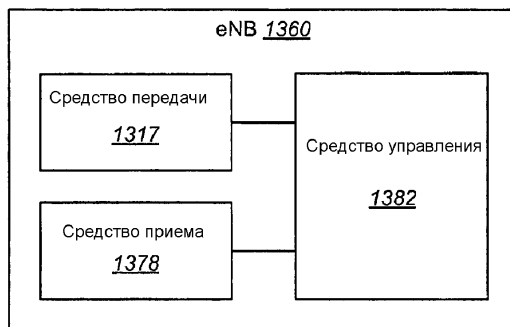 eNB 1360
Средство передачи
1317
Средство управления
1382
Средство приема
1378